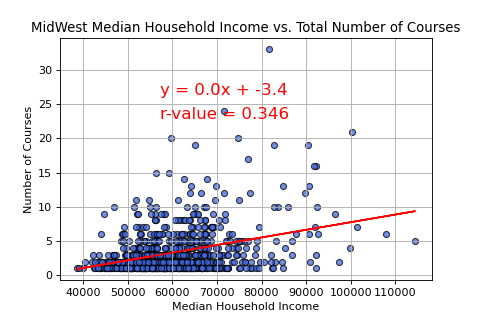 MidWest Median Household Income vs. Total Number of Courses
y = 0.0x + -3.4
r-value = 0.346
Number of Courses
30
25
20
15
10
5
0
40000 50000 60000 70000 80000 90000 100000 110000
Median Household Income